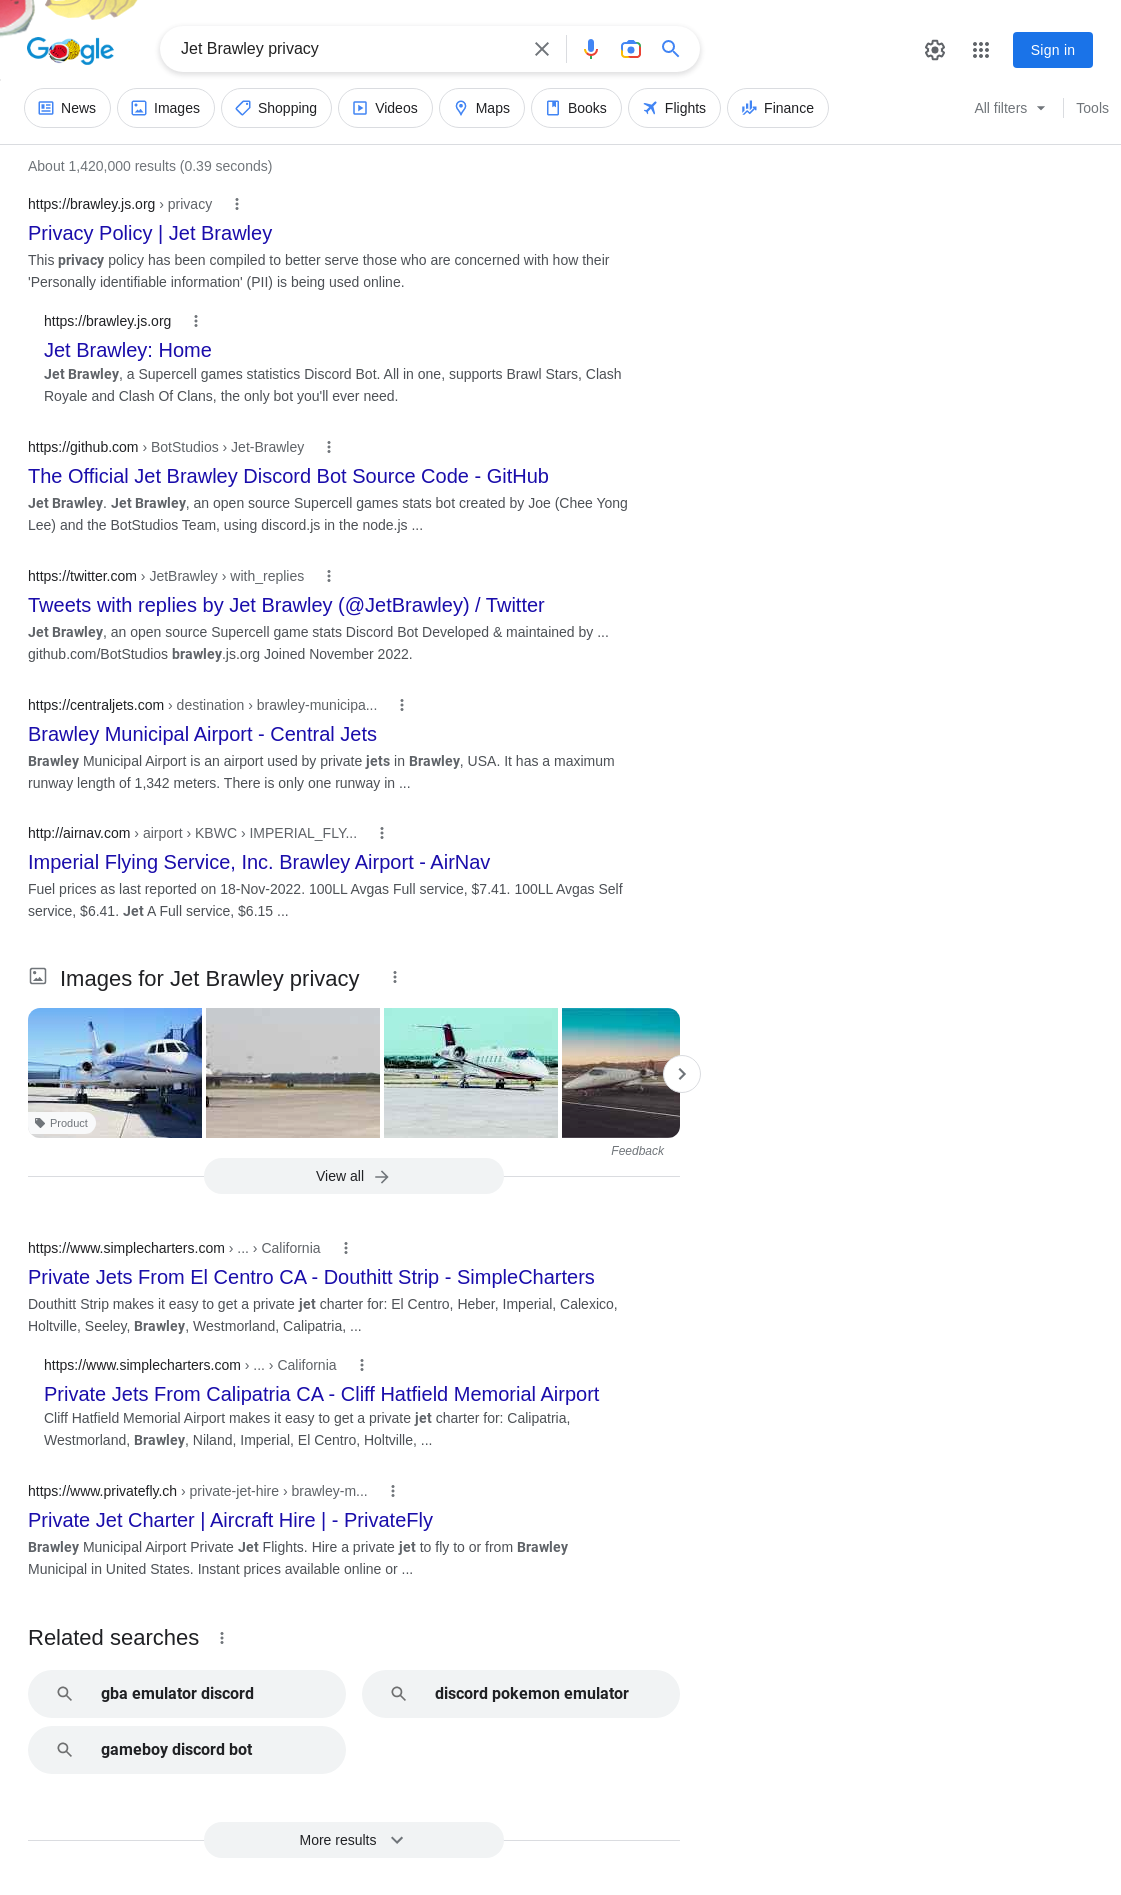 Google
Jet Brawley privacy
Sign in
News
Images
Shopping
Videos
Maps
Books
Flights
Finance
All filters
Tools
About 1,420,000 results (0.39 seconds)
https://brawley.js.org › privacy
Privacy Policy | Jet Brawley
This privacy policy has been compiled to better serve those who are concerned with how their
'Personally identifiable information' (PII) is being used online.
https://brawley.js.org
Jet Brawley: Home
Jet Brawley, a Supercell games statistics Discord Bot. All in one, supports Brawl Stars, Clash
Royale and Clash Of Clans, the only bot you'll ever need.
https://github.com › BotStudios › Jet-Brawley
The Official Jet Brawley Discord Bot Source Code - GitHub
Jet Brawley. Jet Brawley, an open source Supercell games stats bot created by Joe (Chee Yong
Lee) and the BotStudios Team, using discord.js in the node.js ...
https://twitter.com › JetBrawley › with_replies
Tweets with replies by Jet Brawley (@JetBrawley) / Twitter
Jet Brawley, an open source Supercell game stats Discord Bot Developed & maintained by ...
github.com/BotStudios brawley.js.org Joined November 2022.
https://centraljets.com › destination › brawley-municipa...
Brawley Municipal Airport - Central Jets
Brawley Municipal Airport is an airport used by private jets in Brawley, USA. It has a maximum
runway length of 1,342 meters. There is only one runway in ...
http://airnav.com › airport › KBWC › IMPERIAL_FLY...
Imperial Flying Service, Inc. Brawley Airport - AirNav
Fuel prices as last reported on 18-Nov-2022. 100LL Avgas Full service, $7.41. 100LL Avgas Self
service, $6.41. Jet A Full service, $6.15 ...
Images for Jet Brawley privacy
Product
Feedback
View all
https://www.simplecharters.com › ... › California
Private Jets From El Centro CA - Douthitt Strip - SimpleCharters
Douthitt Strip makes it easy to get a private jet charter for: El Centro, Heber, Imperial, Calexico,
Holtville, Seeley, Brawley, Westmorland, Calipatria, ...
https://www.simplecharters.com › ... › California
Private Jets From Calipatria CA - Cliff Hatfield Memorial Airport
Cliff Hatfield Memorial Airport makes it easy to get a private jet charter for: Calipatria,
Westmorland, Brawley, Niland, Imperial, El Centro, Holtville, ...
https://www.privatefly.ch › private-jet-hire › brawley-m...
Private Jet Charter | Aircraft Hire | - PrivateFly
Brawley Municipal Airport Private Jet Flights. Hire a private jet to fly to or from Brawley
Municipal in United States. Instant prices available online or ...
Related searches
gba emulator discord
discord pokemon emulator
gameboy discord bot
More results